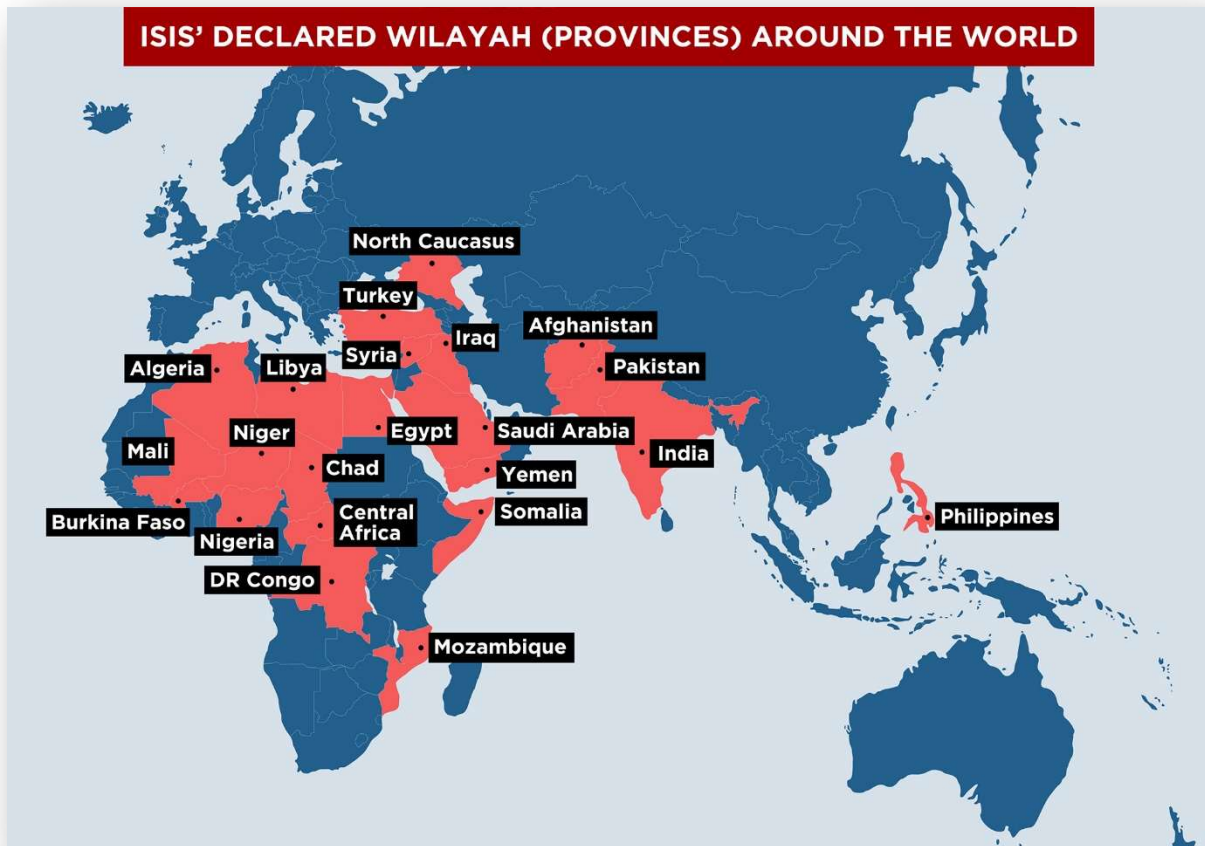 ISIS' DECLARED WILAYAH (PROVINCES) AROUND THE WORLD
North Caucasus
Turkey
Iraq
Afghanistan
Syria
Algeria
Libya
Pakistan
Niger
Egypt
Saudi Arabia
Mali
India
Chad
Yemen
Burkina Faso
Central
Africa
Somalia
Philippines
Nigeria
DR Congo
Mozambique